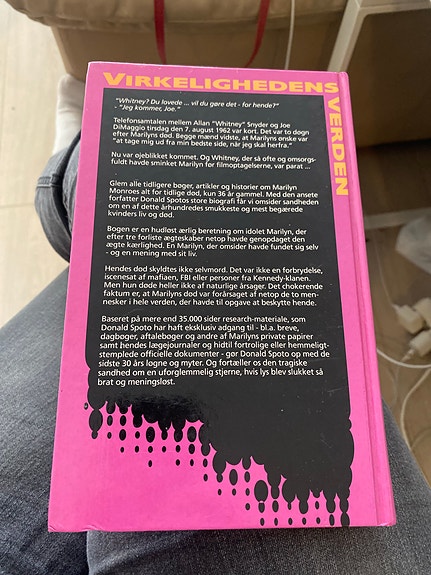 VIRKELIGHEDENS
VERDEN
"Whitney? Du lovede ... vil du gøre det - for hende?"
- "Jeg kommer, Joe."
Telefonsamtalen mellem Allan "Whitney" Snyder og Joe
DiMaggio tirsdag den 7. august 1962 var kort. Det var to døgn
efter Marilyns død. Begge mænd vidste, at Marilyns ønske var
"at tage mig ud fra min bedste side, når jeg skal herfra."
Nu var øjeblikket kommet. Og Whitney, der så ofte og omsorgs-
fuldt havde sminket Marilyn før filmoptagelserne, var parat ...
Glem alle tidligere bøger, artikler og historier om Marilyn
Monroes alt for tidlige død, kun 36 år gammel. Med den ansete
forfatter Donald Spotos store biografi får vi omsider sandheden
om en af dette århundredes smukkeste og mest begærede
kvinders liv og død.
Bogen er en hudløst ærlig beretning om idolet Marilyn, der
efter tre forliste ægteskaber netop havde genopdaget den
ægte kærlighed. En Marilyn, der omsider havde fundet sig selv
- og en mening med sit liv.
Hendes død skyldtes ikke selvmord. Det var ikke en forbrydelse,
iscenesat af mafiaen, FBI eller personer fra Kennedy-klanen.
Men hun døde heller ikke af naturlige årsager. Det chokerende
faktum er, at Marilyns død var forårsaget af netop de to men-
nesker i hele verden, der havde til opgave at beskytte hende.
Baseret på mere end 35.000 sider research-materiale, som
Donald Spoto har haft eksklusiv adgang til - bl.a. breve,
dagbøger, aftalebøger og andre af Marilyns private papirer
samt hendes lægejournaler og hidtil fortrolige eller hemmeligt-
stemplede officielle dokumenter - gør Donald Spoto op med de
sidste 30 års løgne og myter. Og fortæller os den tragiske
sandhed om en uforglemmelig stjerne, hvis lys blev slukket så
brat og meningsløst.